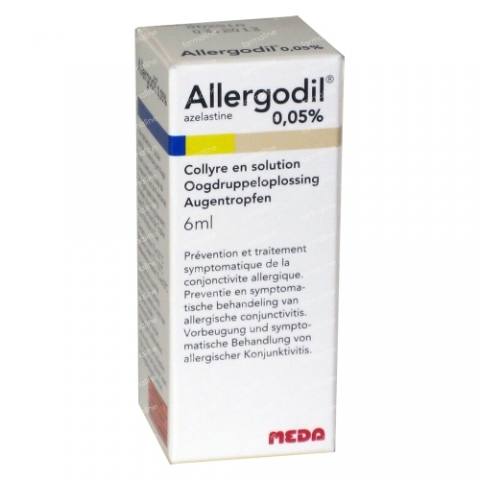 Allergodil®
azelastine 0,05%
Collyre en solution
Oogdruppeloplossing
Augentropfen
6ml
Prévention et traitement
symptomatique de la
conjonctivite allergique.
Preventie en symptoma-
tische behandeling van
allergische conjunctivitis.
Vorbeugung und sympto-
matische Behandlung von
allergischer Konjunktivitis.
MEDA
Allergodil® 0,05%